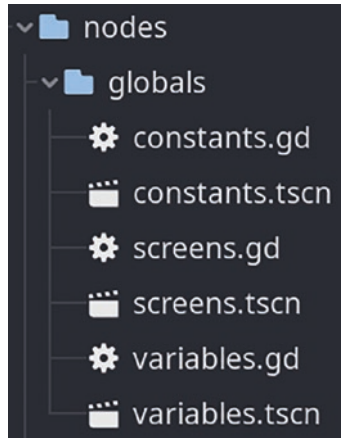 nodes
globals
constants.gd
constants.tscn
screens.gd
screens.tscn
variables.gd
variables.tscn